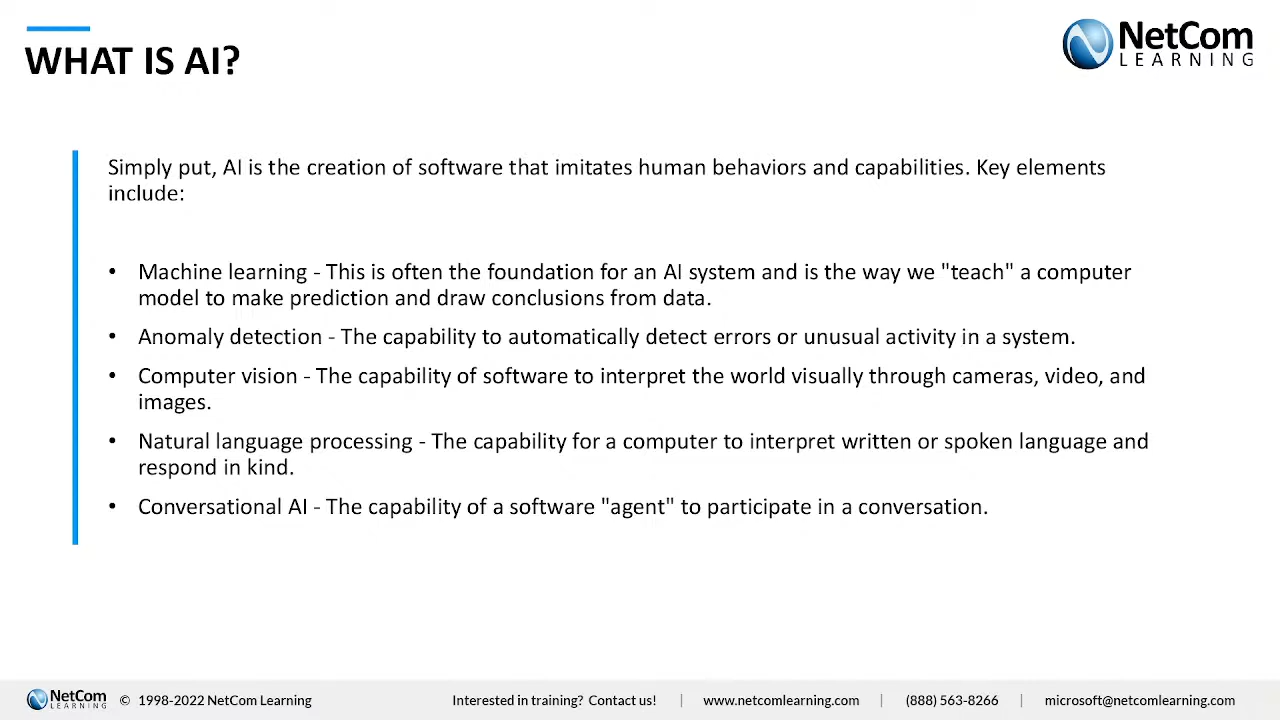 WHAT IS AI?
NetCom
LEARNING
Simply put, AI is the creation of software that imitates human behaviors and capabilities. Key elements
include:
• Machine learning - This is often the foundation for an AI system and is the way we "teach" a computer
model to make prediction and draw conclusions from data.
• Anomaly detection - The capability to automatically detect errors or unusual activity in a system.
• Computer vision - The capability of software to interpret the world visually through cameras, video, and
images.
• Natural language processing - The capability for a computer to interpret written or spoken language and
respond in kind.
• Conversational AI - The capability of a software "agent" to participate in a conversation.
NetCom
LEARNING
© 1998-2022 NetCom Learning
Interested in training? Contact us! | www.netcomlearning.com | (888) 563-8266 | microsoft@netcomlearning.com